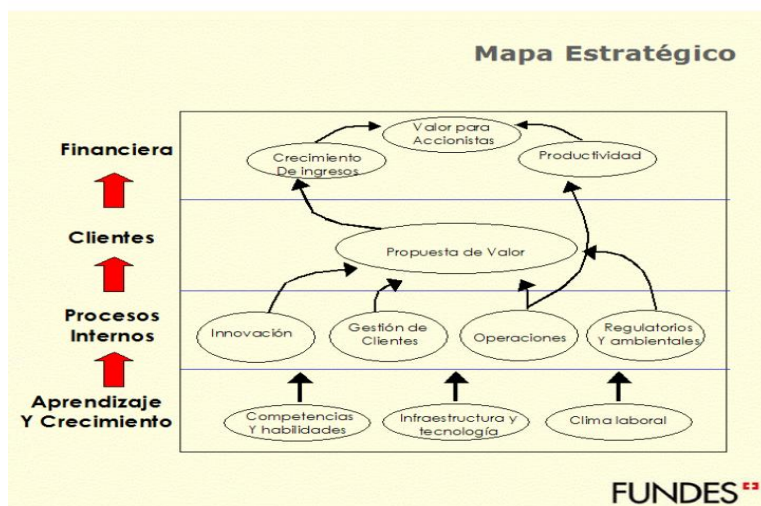 Mapa Estratégico
Financiera
Valor para
Accionistas
Crecimiento
De ingresos
Productividad
Clientes
Propuesta de Valor
Procesos
Internos
Innovación
Gestión de
Clientes
Operaciones
Regulatorios
Y ambientales
Aprendizaje
Y Crecimiento
Competencias
Y habilidades
Infraestructura y
tecnología
Clima laboral
FUNDES